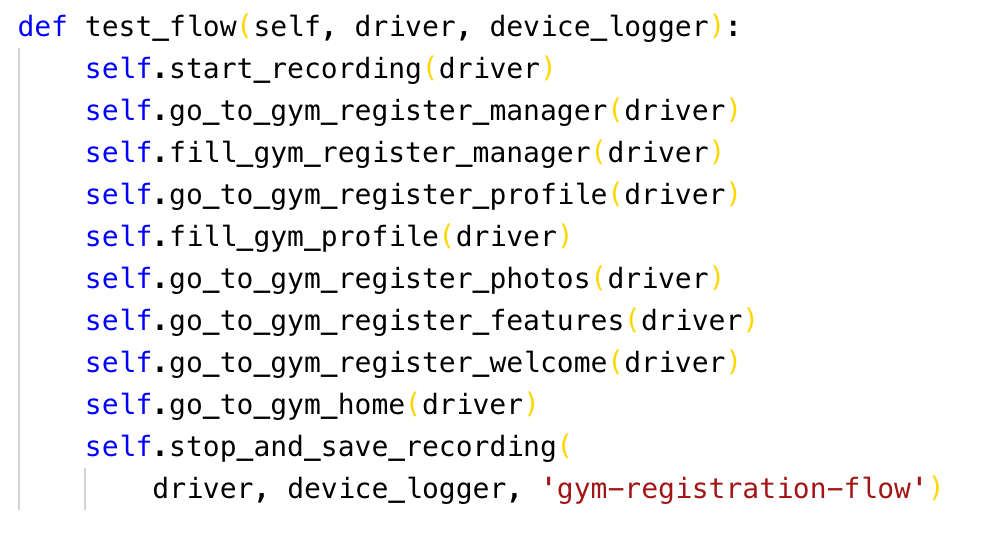 def test_flow(self, driver, device_logger):
    self.start_recording(driver)
    self.go_to_gym_register_manager(driver)
    self.fill_gym_register_manager(driver)
    self.go_to_gym_register_profile(driver)
    self.fill_gym_profile(driver)
    self.go_to_gym_register_photos(driver)
    self.go_to_gym_register_features(driver)
    self.go_to_gym_register_welcome(driver)
    self.go_to_gym_home(driver)
    self.stop_and_save_recording(
        driver, device_logger, 'gym-registration-flow')